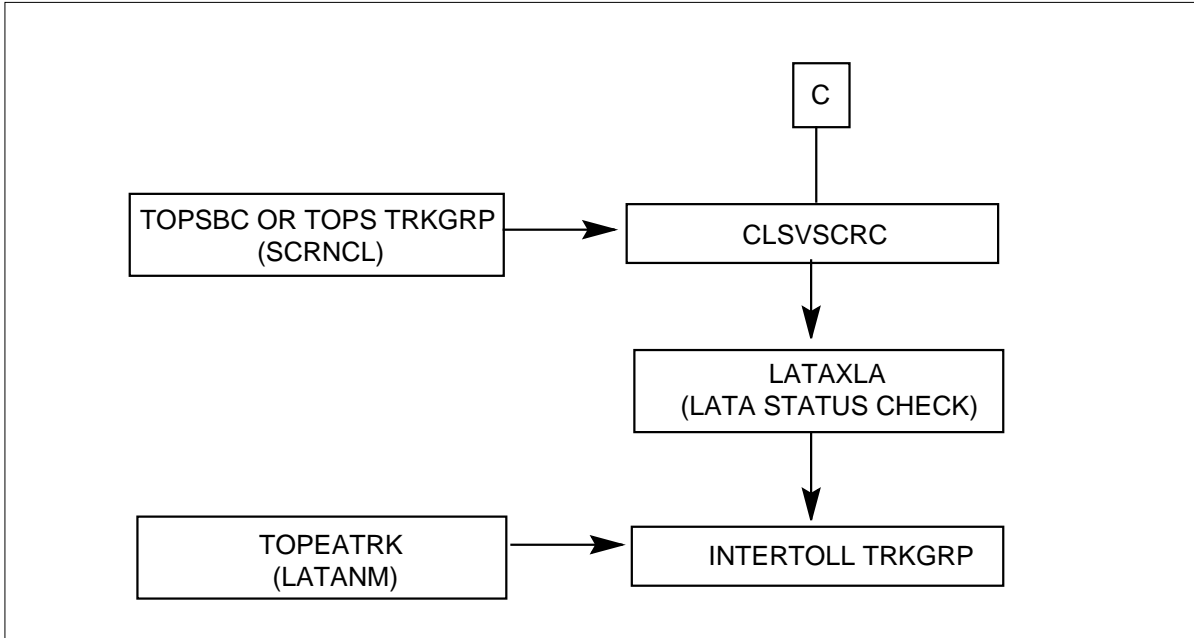 C
TOPSBC OR TOPS TRKGRP
(SCRNCL)
CLSVSCRC
LATAXLA
(LATA STATUS CHECK)
TOPEATRK
(LATANM)
INTERTOLL TRKGRP